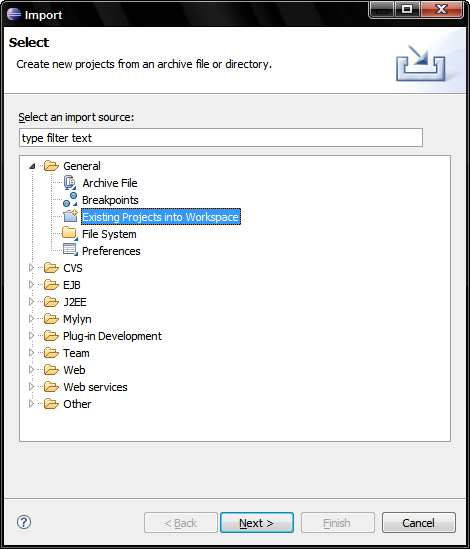 Import
Select
Create new projects from an archive file or directory.
Select an import source:
type filter text
General
Archive File
Breakpoints
Existing Projects into Workspace
File System
Preferences
CVS
EJB
J2EE
Mylyn
Plug-in Development
Team
Web
Web services
Other
? < Back Next > Finish Cancel